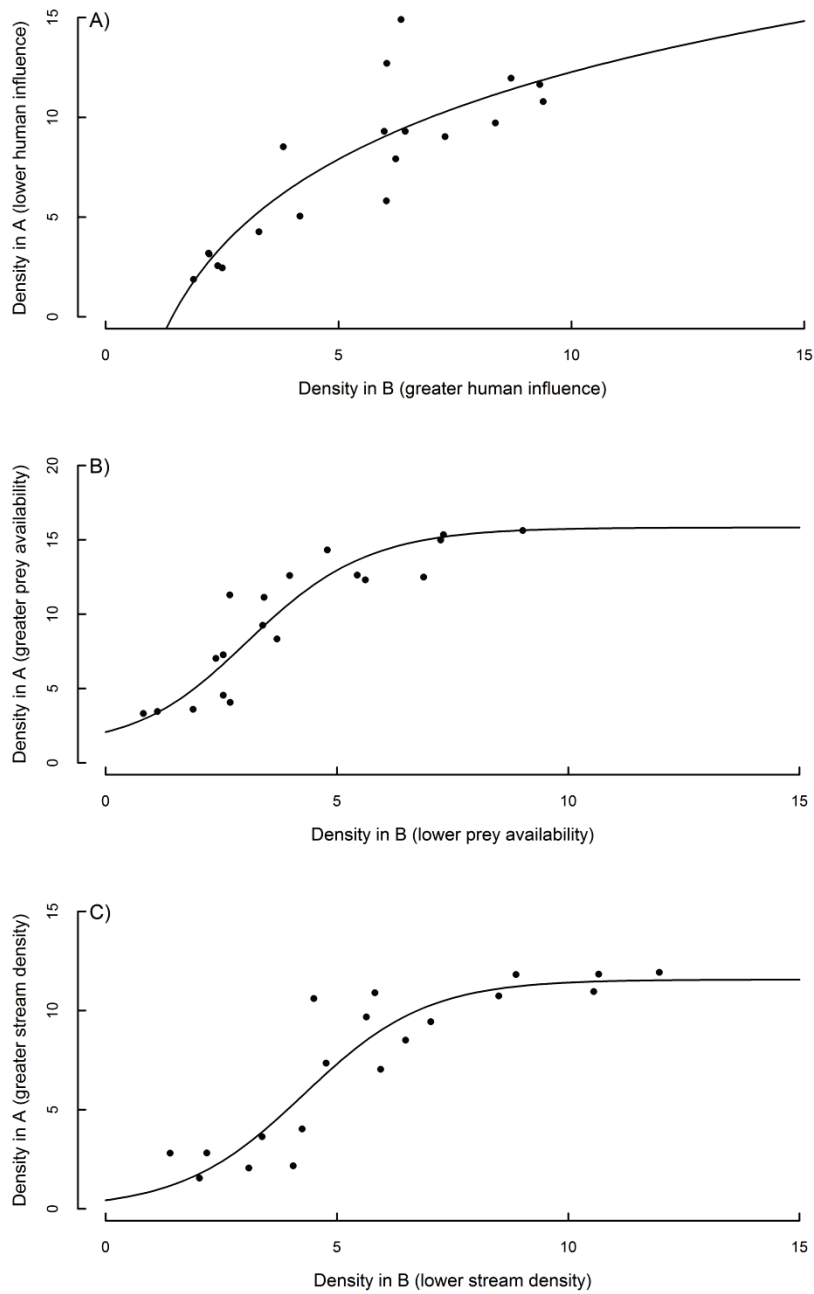 A)
Density in A (lower human influence)
15
10
5
0
0 5 10 15
Density in B (greater human influence)
B)
Density in A (greater prey availability)
20
15
10
5
0
0 5 10 15
Density in B (lower prey availability)
C)
Density in A (greater stream density)
15
10
5
0
0 5 10 15
Density in B (lower stream density)